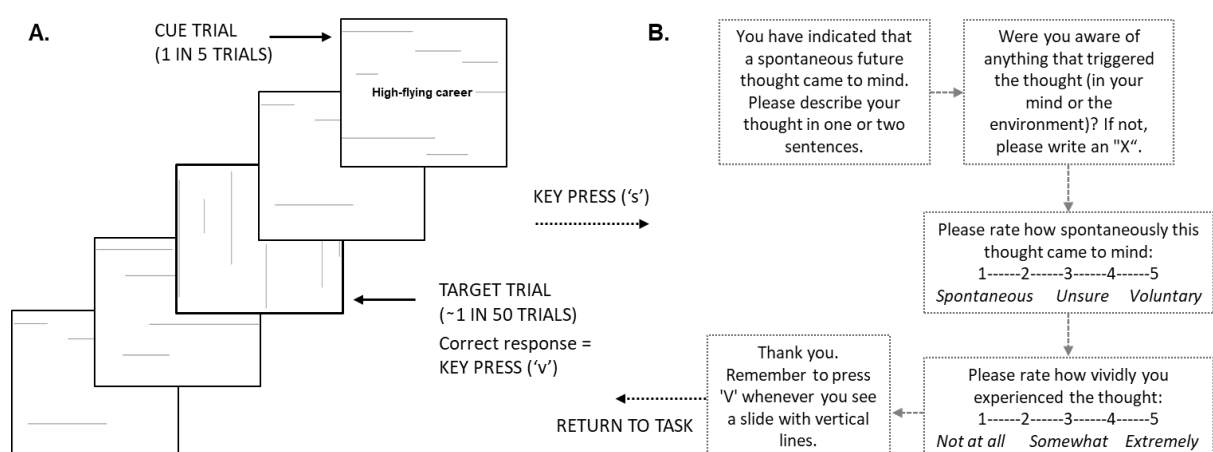 A.
CUE TRIAL
(1 IN 5 TRIALS)
High-flying career
TARGET TRIAL
(~1 IN 50 TRIALS)
Correct response =
KEY PRESS (‘v’)
KEY PRESS (‘s’)
B.
You have indicated that
a spontaneous future
thought came to mind.
Please describe your
thought in one or two
sentences.
Were you aware of
anything that triggered
the thought (in your
mind or the
environment)? If not,
please write an "X“.
Please rate how spontaneously this
thought came to mind:
1------2------3------4------5
Spontaneous Unsure Voluntary
Please rate how vividly you
experienced the thought:
1------2------3------4------5
Not at all Somewhat Extremely
Thank you.
Remember to press
'V' whenever you see
a slide with vertical
lines.
RETURN TO TASK